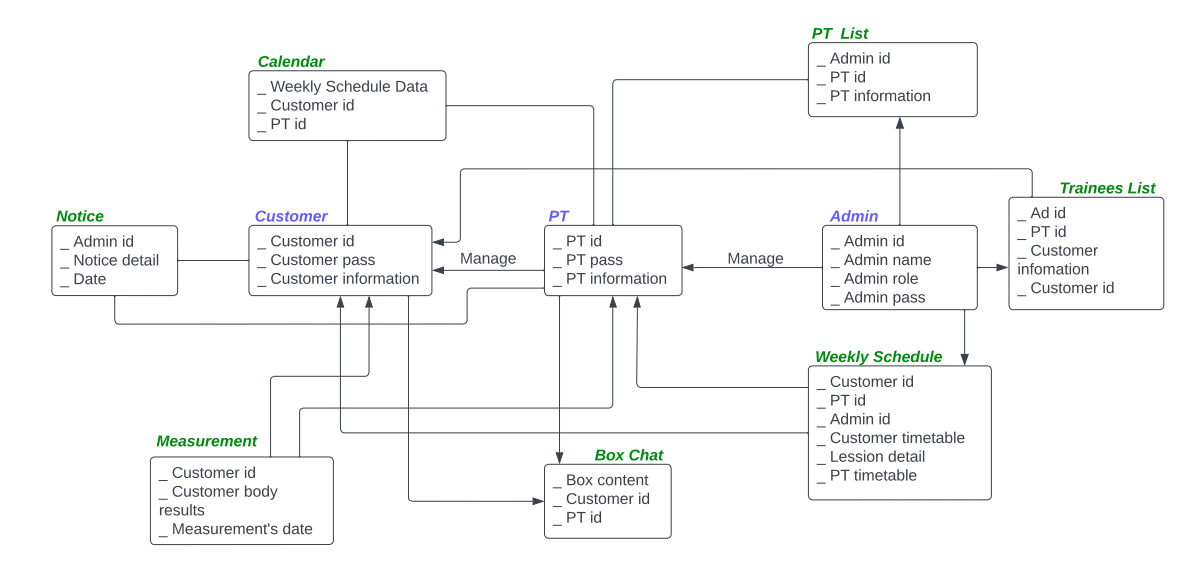 PT  List
_ Admin id
_ PT id
_ PT information
Calendar
_ Weekly Schedule Data
_ Customer id
_ PT id
Trainees List
_ Ad id
_ PT id
_ Customer
infomation
_ Customer id
Notice
_ Admin id
_ Notice detail
_ Date
Customer
_ Customer id
_ Customer pass
_ Customer information
Manage
PT
_ PT id
_ PT pass
_ PT information
Manage
Admin
_ Admin id
_ Admin name
_ Admin role
_ Admin pass
Weekly Schedule
_ Customer id
_ PT id
_ Admin id
_ Customer timetable
_ Lession detail
_ PT timetable
Measurement
_ Customer id
_ Customer body
results
_ Measurement's date
Box Chat
_ Box content
_ Customer id
_ PT id